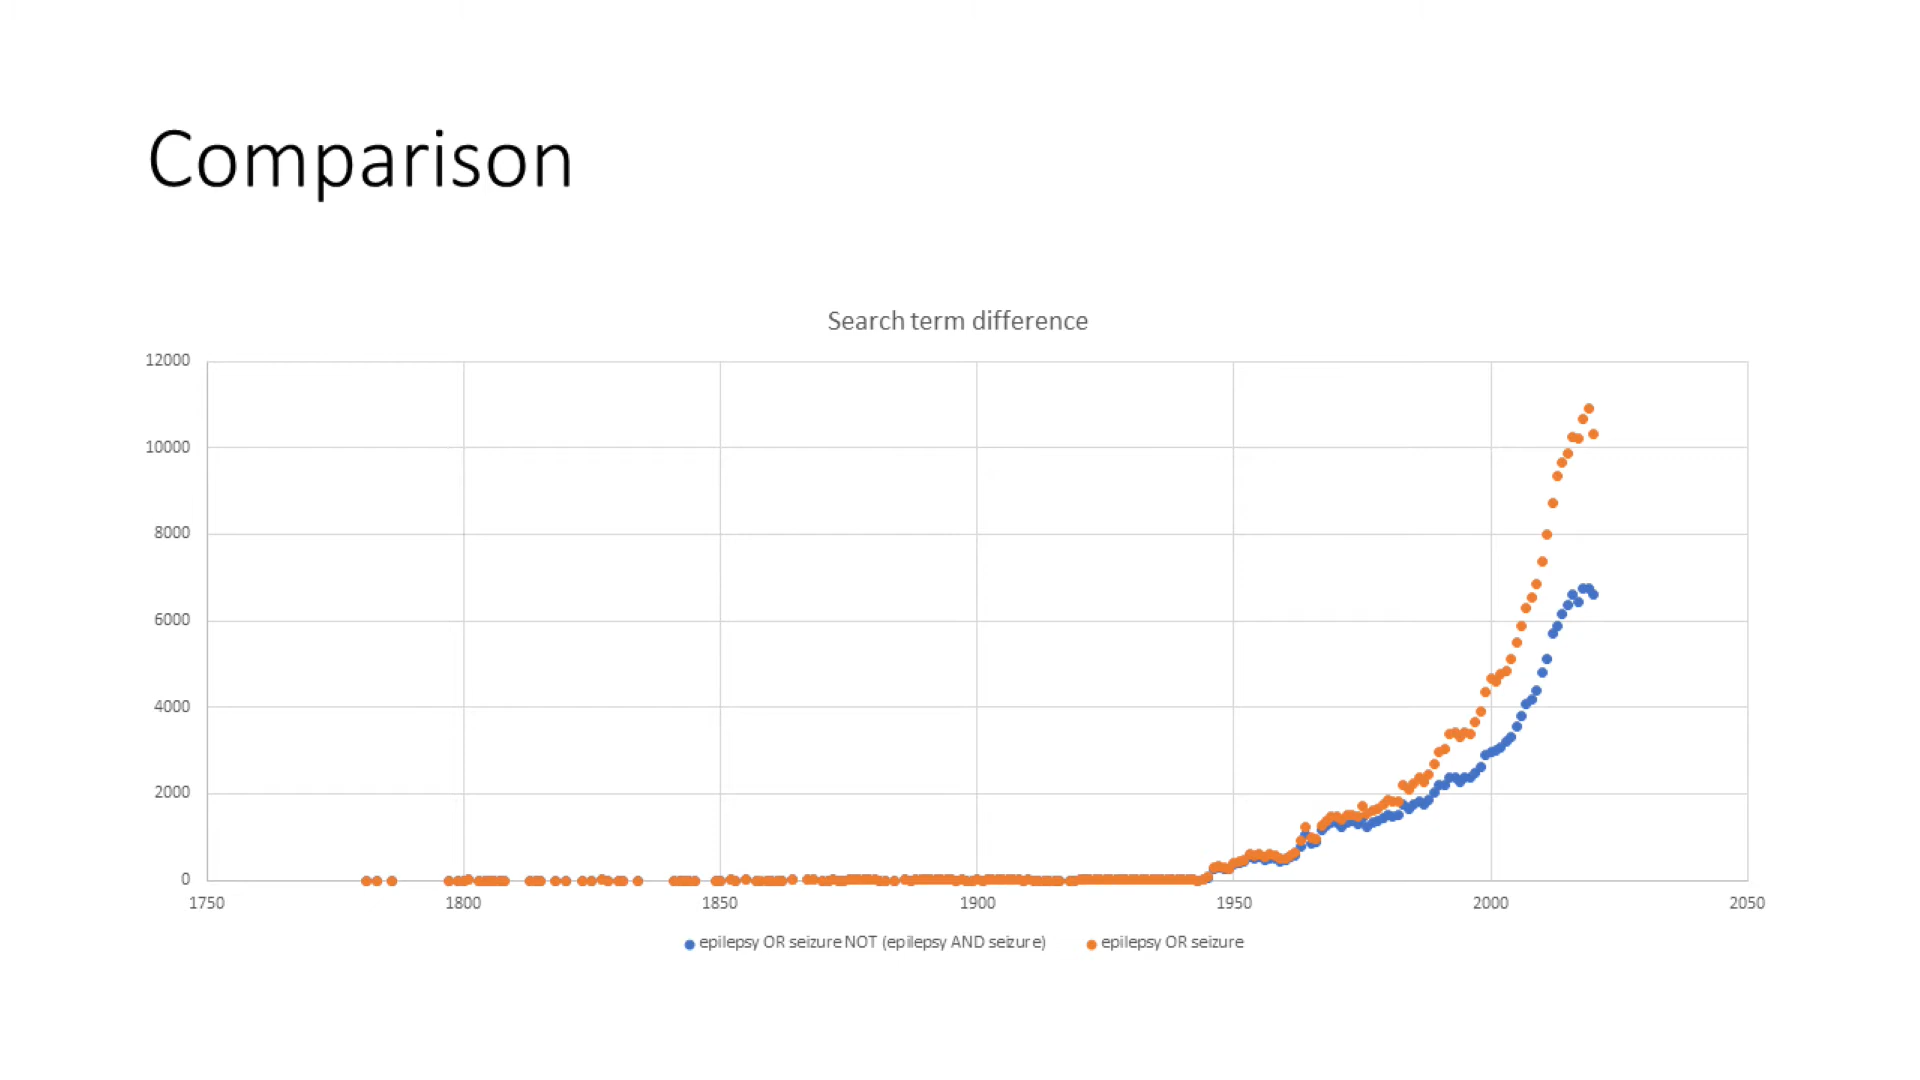 Comparison
Search term difference
12000
10000
8000
6000
4000
2000
0
1750 1800 1850 1900 1950 2000 2050
epilepsy OR seizure NOT (epilepsy AND seizure) epilepsy OR seizure